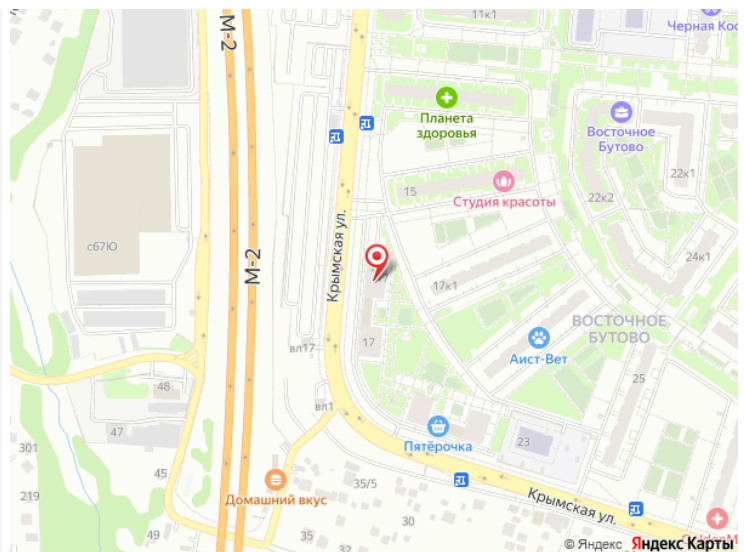 М-2
11к1
Черная Кос
Планета
здоровья
Восточное
Бутово
22к1
15
Студия красоты
22к2
с67Ю
М-2
Крымская ул.
24к1
17к1
ВОСТОЧНОЕ
БУТОВО
17
вл17
Аист-Вет
48
25
вл1
47
Пятёрочка
23
301
45
219
Домашний вкус
35/5
Крымская ул.
30
35
32
© Яндекс Яндекс Карты